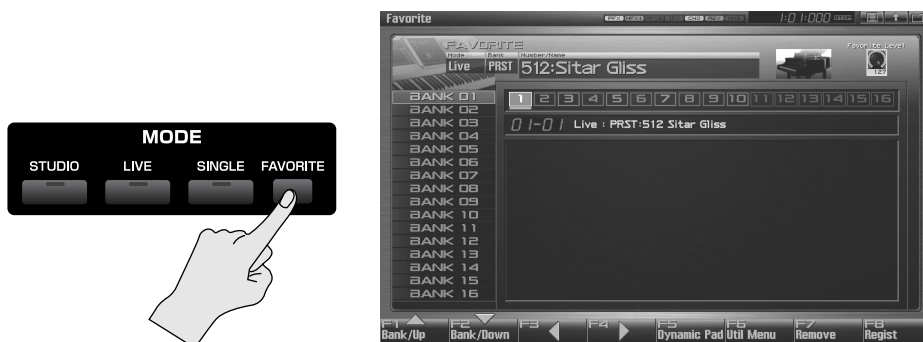 MODE
STUDIO LIVE SINGLE FAVORITE
Favorite
1:01:000
FAVORITE
Mode Bank Number/Name
Live PRST 512:Sitar Gliss
Favorite Level
127
BANK 01
BANK 02
BANK 03
BANK 04
BANK 05
BANK 06
BANK 07
BANK 08
BANK 09
BANK 10
BANK 11
BANK 12
BANK 13
BANK 14
BANK 15
BANK 16
1 2 3 4 5 6 7 8 9 10 11 12 13 14 15 16
01-01 Live : PRST:512 Sitar Gliss
F1 F2 F3 F4 F5 F6 F7 F8
Bank/Up Bank/Down Dynamic Pad Util Menu Remove Regist